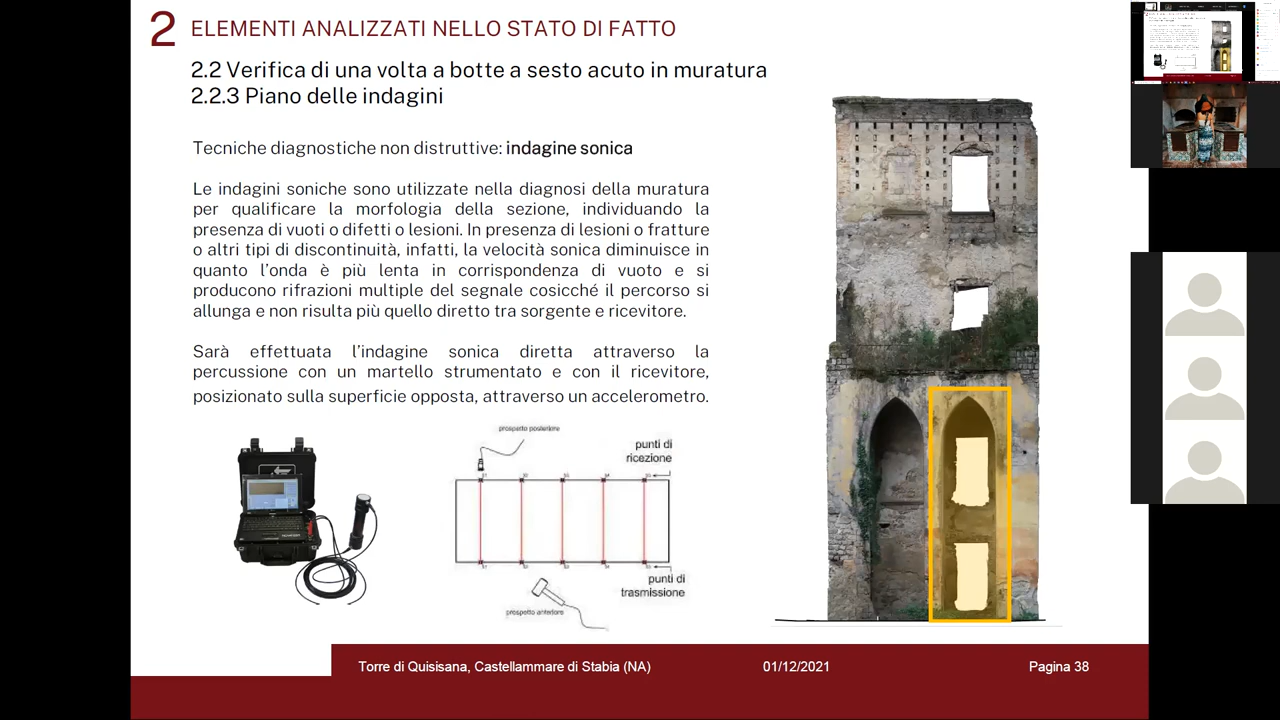 2 ELEMENTI ANALIZZATI NELLO STATO DI FATTO
2.2 Verifica di una volta a botte a sesto acuto in muratura
2.2.3 Piano delle indagini
Tecniche diagnostiche non distruttive: indagine sonica
Le indagini soniche sono utilizzate nella diagnosi della muratura
per qualificare la morfologia della sezione, individuando la
presenza di vuoti o difetti o lesioni. In presenza di lesioni o fratture
o altri tipi di discontinuità, infatti, la velocità sonica diminuisce in
quanto l'onda è più lenta in corrispondenza di vuoto e si
producono rifrazioni multiple del segnale cosicché il percorso si
allunga e non risulta più quello diretto tra sorgente e ricevitore.
Sarà effettuata l'indagine sonica diretta attraverso la
percussione con un martello strumentato e con il ricevitore,
posizionato sulla superficie opposta, attraverso un accelerometro.
prospetto posteriore
punti di
ricezione
punti di
trasmissione
prospetto anteriore
Torre di Quisisana, Castellammare di Stabia (NA)
01/12/2021
Pagina 38